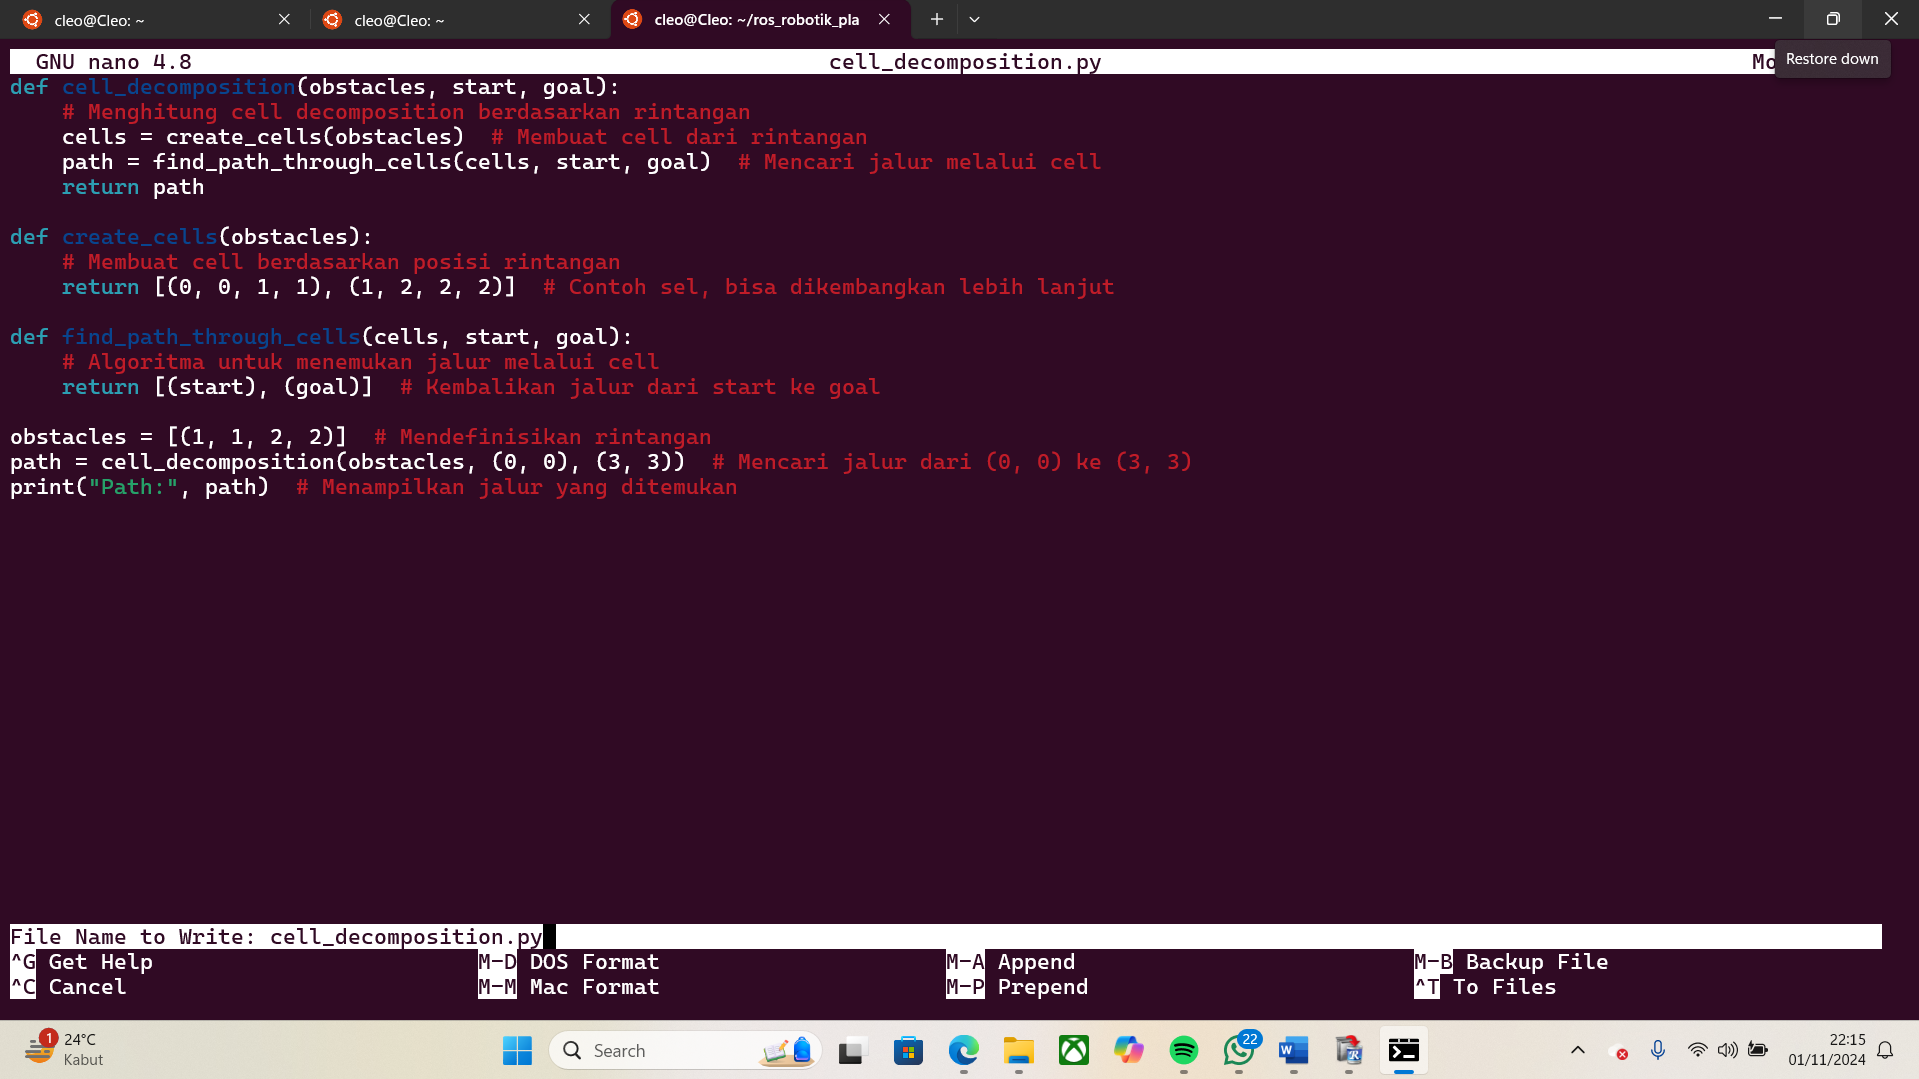 cleo@Cleo: ~
cleo@Cleo: ~
cleo@Cleo: ~/ros_robotik_pla
GNU nano 4.8
cell_decomposition.py
Restore down
def cell_decomposition(obstacles, start, goal):
    # Menghitung cell decomposition berdasarkan rintangan
    cells = create_cells(obstacles)  # Membuat cell dari rintangan
    path = find_path_through_cells(cells, start, goal)  # Mencari jalur melalui cell
    return path
def create_cells(obstacles):
    # Membuat cell berdasarkan posisi rintangan
    return [(0, 0, 1, 1), (1, 2, 2, 2)]  # Contoh sel, bisa dikembangkan lebih lanjut
def find_path_through_cells(cells, start, goal):
    # Algoritma untuk menemukan jalur melalui cell
    return [(start), (goal)]  # Kembalikan jalur dari start ke goal
obstacles = [(1, 1, 2, 2)]  # Mendefinisikan rintangan
path = cell_decomposition(obstacles, (0, 0), (3, 3))  # Mencari jalur dari (0, 0) ke (3, 3)
print("Path:", path)  # Menampilkan jalur yang ditemukan
File Name to Write: cell_decomposition.py
^G Get Help M-D DOS Format M-A Append M-B Backup File
^C Cancel M-M Mac Format M-P Prepend ^T To Files
1
24°C
Kabut
Search
22
22:15
01/11/2024